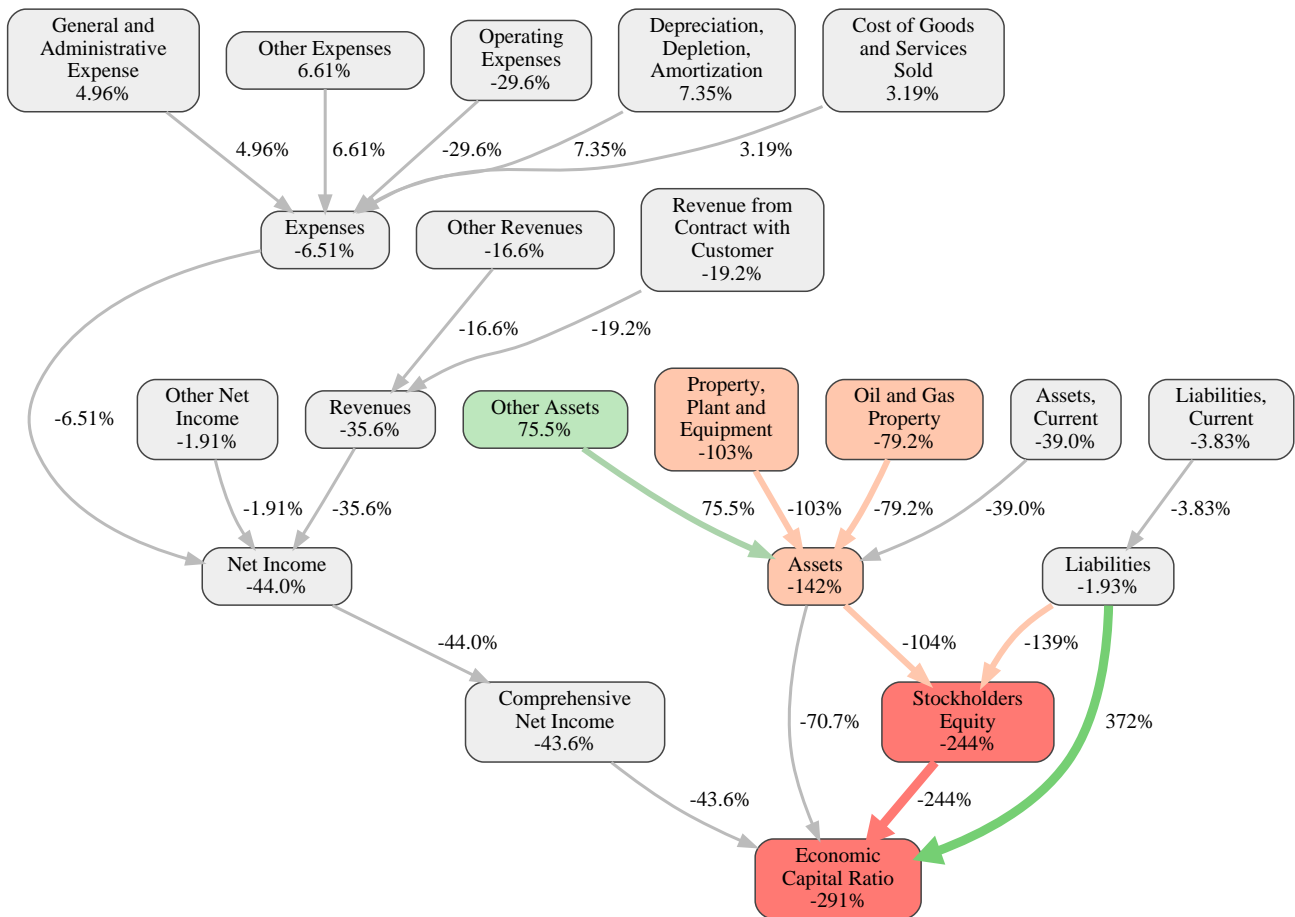 General and
Administrative
Expense
4.96%
Other Expenses
6.61%
Operating
Expenses
-29.6%
Depreciation,
Depletion,
Amortization
7.35%
Cost of Goods
and Services
Sold
3.19%
4.96%
6.61%
-29.6%
7.35%
3.19%
Expenses
-6.51%
Other Revenues
-16.6%
Revenue from
Contract with
Customer
-19.2%
-16.6%
-19.2%
-6.51%
Other Net
Income
-1.91%
Revenues
-35.6%
Other Assets
75.5%
Property,
Plant and
Equipment
-103%
Oil and Gas
Property
-79.2%
Assets,
Current
-39.0%
Liabilities,
Current
-3.83%
-1.91%
-35.6%
75.5%
-103%
-79.2%
-39.0%
-3.83%
Net Income
-44.0%
Assets
-142%
Liabilities
-1.93%
-44.0%
-104%
-139%
Comprehensive
Net Income
-43.6%
-70.7%
Stockholders
Equity
-244%
372%
-43.6%
-244%
Economic
Capital Ratio
-291%